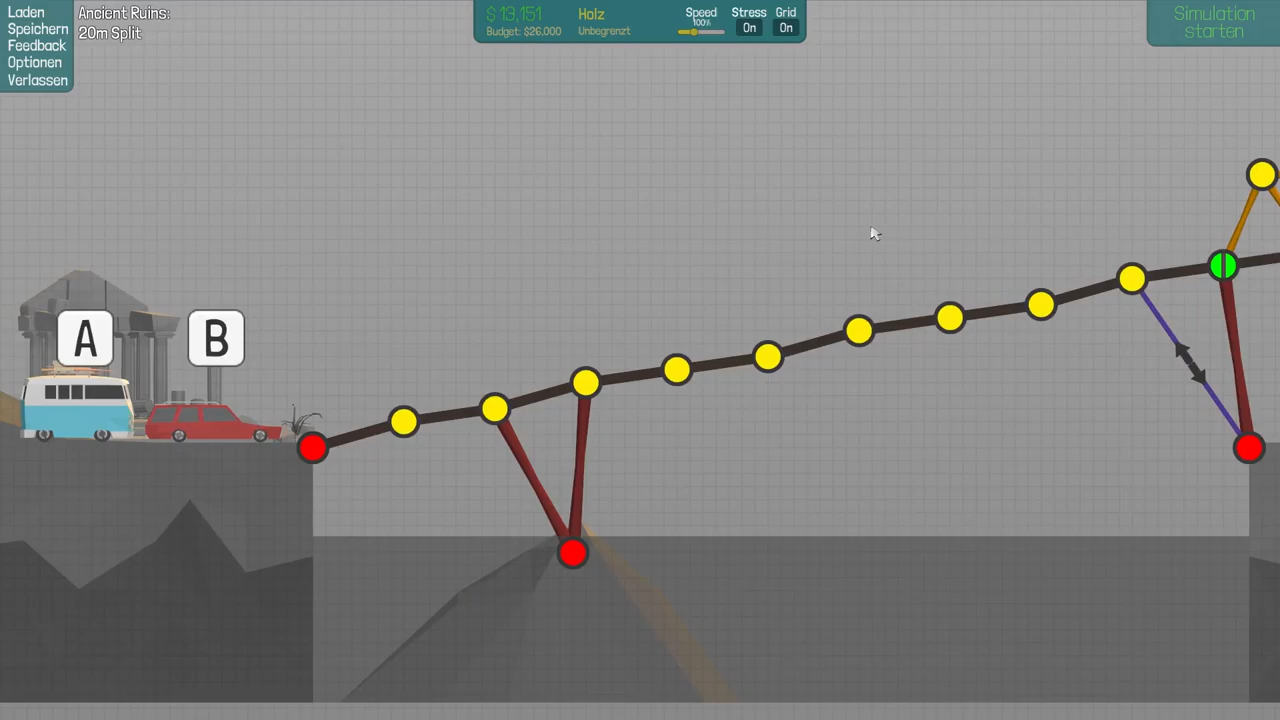 Laden
Speichern
Feedback
Optionen
Verlassen
Ancient Ruins:
20m Split
$ 13,151
Budget: $26,000
Holz
Unbegrenzt
Speed
100%
Stress
On
Grid
On
Simulation
starten
A
B